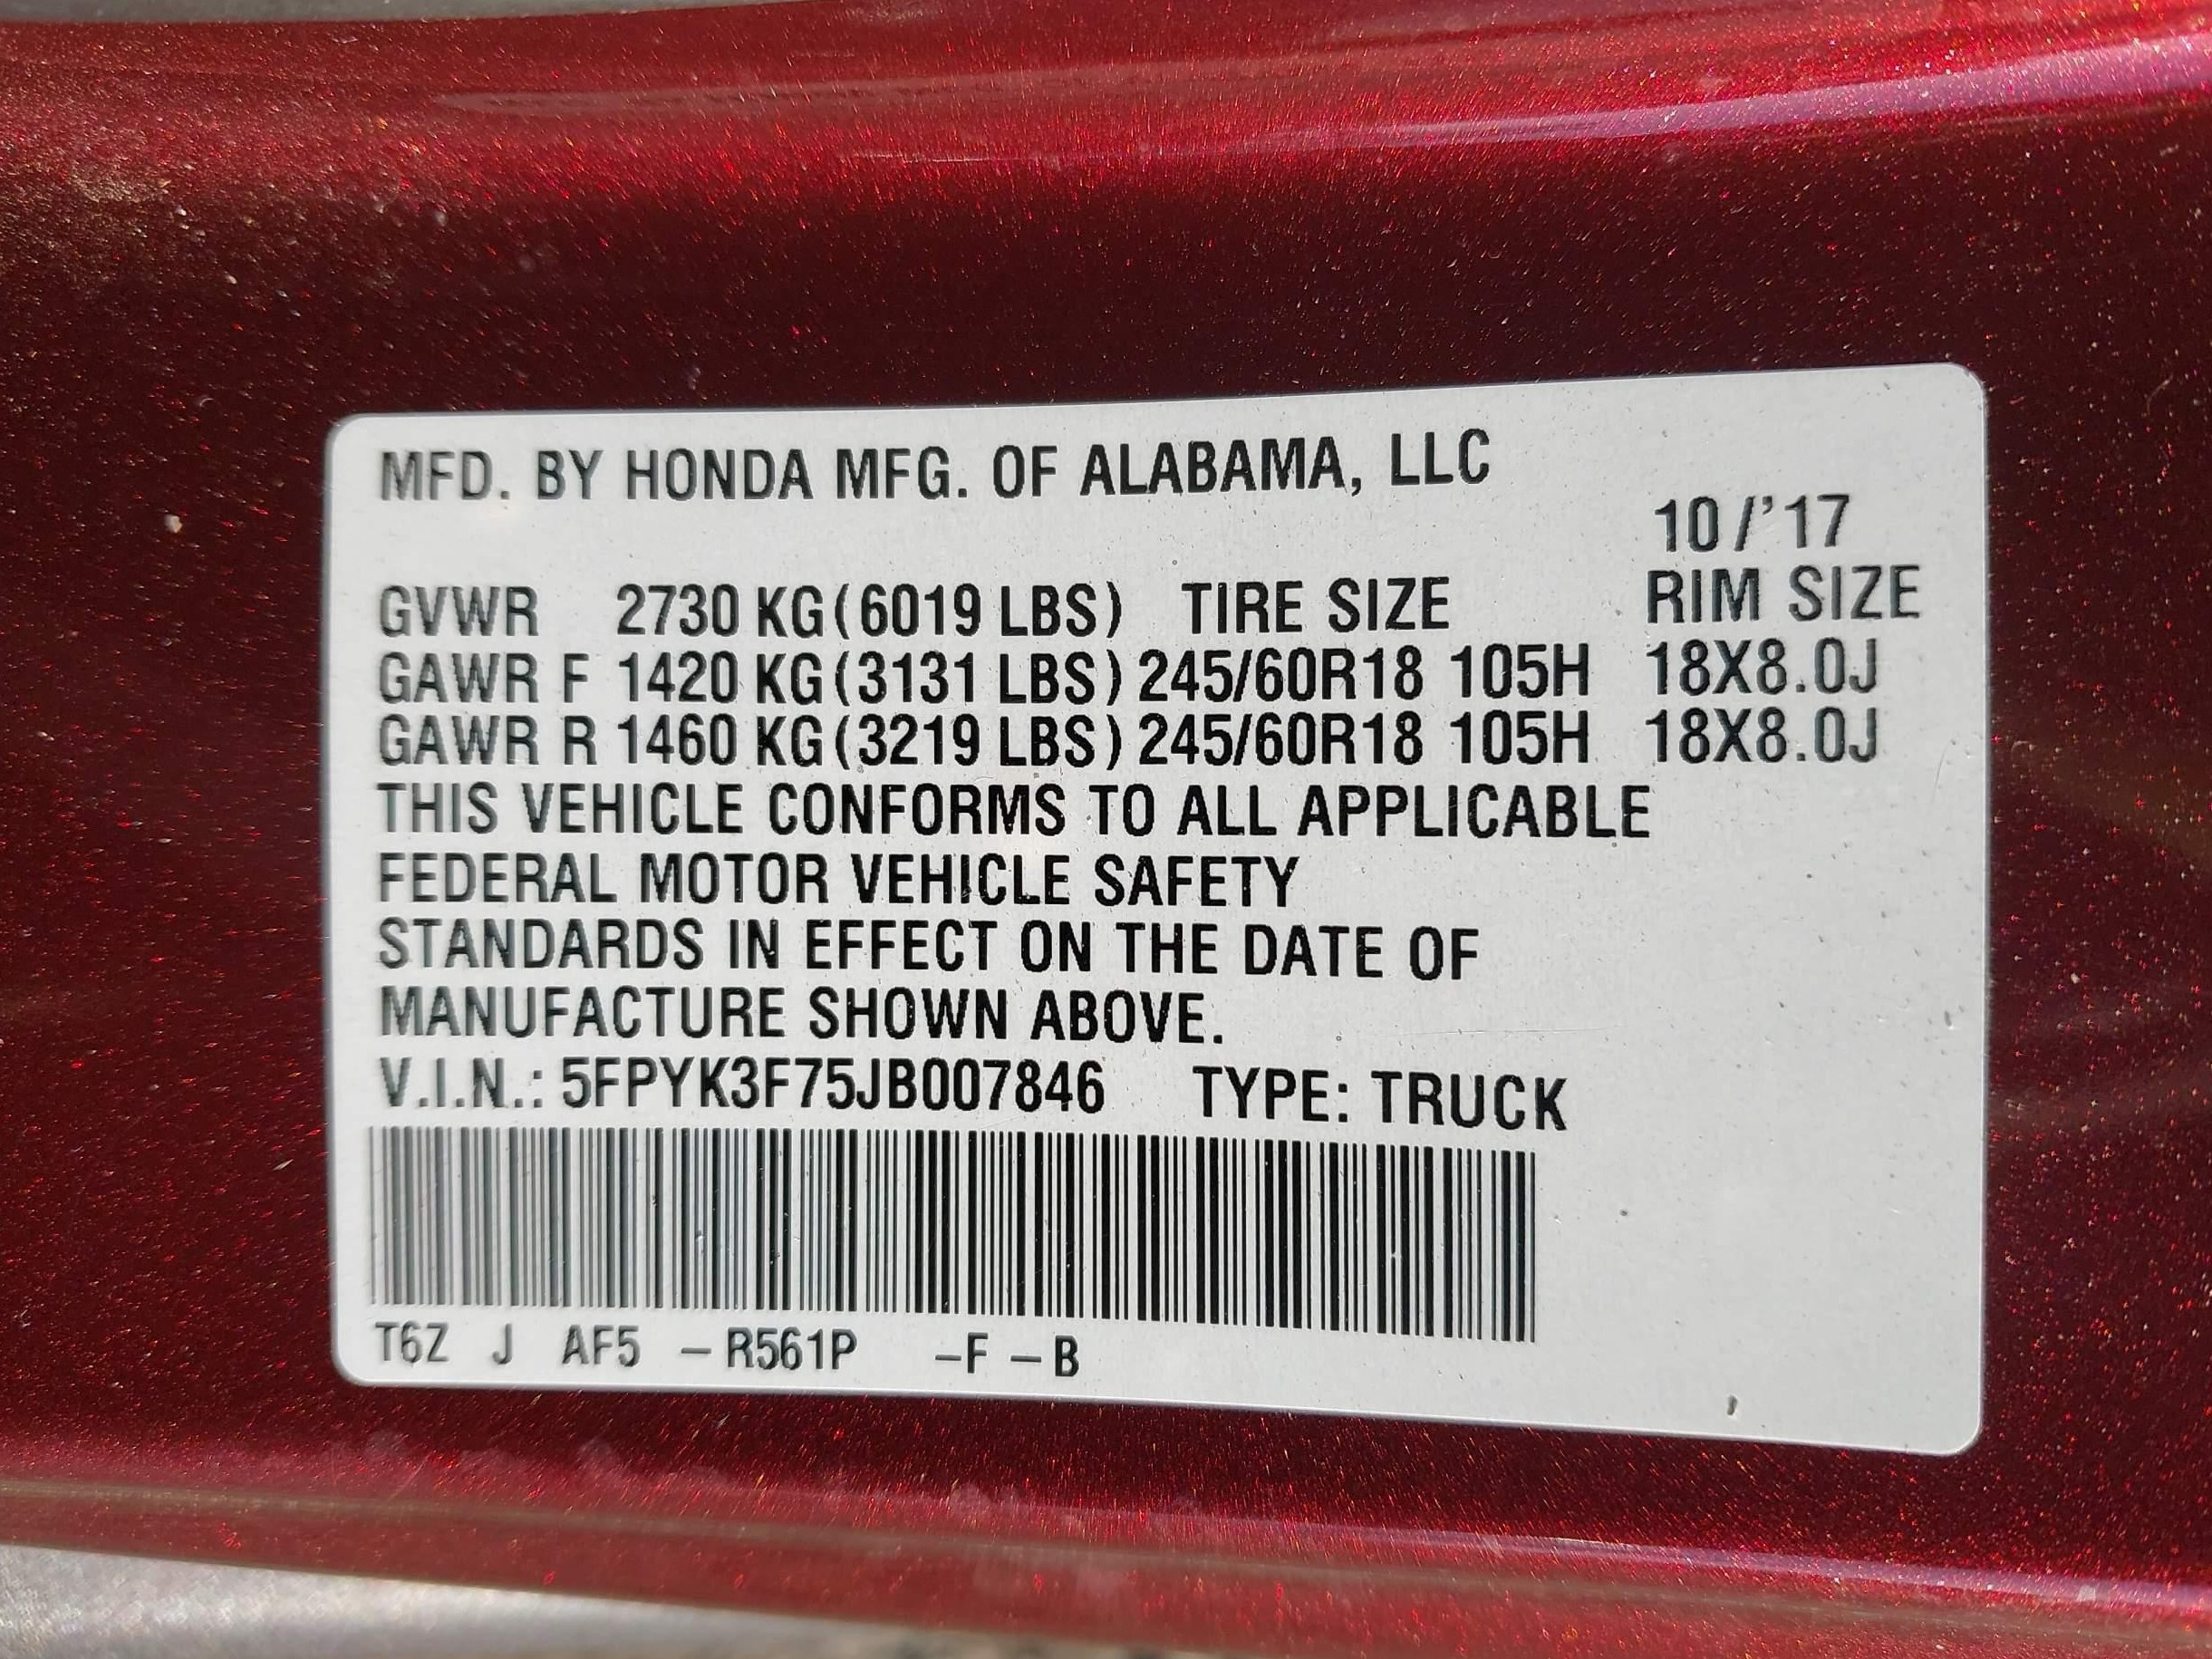 MFD. BY HONDA MFG. OF ALABAMA, LLC
10/'17
GVWR 2730 KG(6019 LBS) TIRE SIZE RIM SIZE
GAWR F 1420 KG(3131 LBS) 245/60R18 105H 18X8.0J
GAWR R 1460 KG(3219 LBS) 245/60R18 105H 18X8.0J
THIS VEHICLE CONFORMS TO ALL APPLICABLE
FEDERAL MOTOR VEHICLE SAFETY
STANDARDS IN EFFECT ON THE DATE OF
MANUFACTURE SHOWN ABOVE.
V.I.N.: 5FPYK3F75JB007846 TYPE: TRUCK
T6Z J AF5 –R561P –F –B